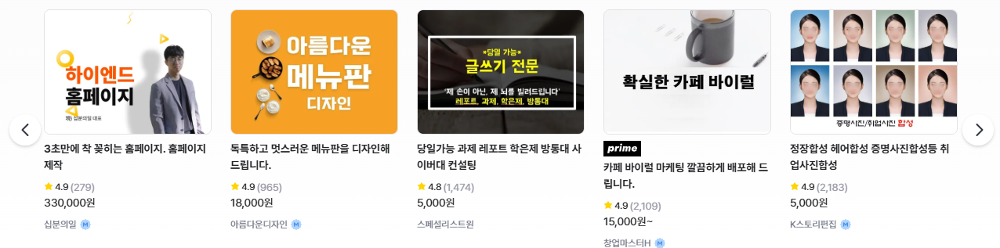 하이엔드
홈페이지
現) 십분의일 대표
3초만에 착 꽂히는 홈페이지. 홈페이지
제작
4.9 (279)
330,000원
십분의일 M
아름다운
메뉴판
디자인
독특하고 멋스러운 메뉴판을 디자인해
드립니다.
4.9 (965)
18,000원
아름다운디자인 M
*당일 가능*
글쓰기 전문
'제 손이 아닌, 제 뇌를 빌려드립니다'
레포트, 과제, 학은제, 방통대
당일가능 과제 레포트 학은제 방통대 사
이버대 컨설팅
4.8 (1,474)
5,000원
스페셜리스트원
확실한 카페 바이럴
prime
카페 바이럴 마케팅 깔끔하게 배포해 드
립니다.
4.9 (2,109)
15,000원~
창업마스터H M
증명사진/취업사진 합성
정장합성 헤어합성 증명사진합성등 취
업사진합성
4.9 (2,183)
5,000원
K스토리편집 M